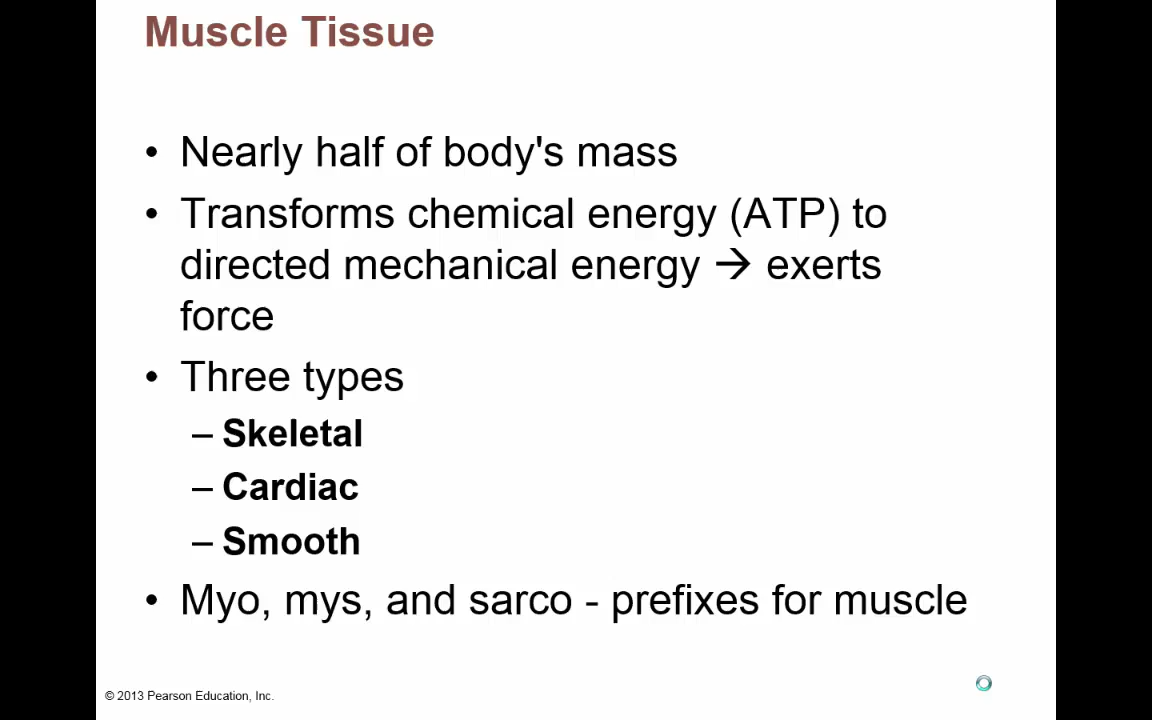 Muscle Tissue
• Nearly half of body's mass
• Transforms chemical energy (ATP) to
directed mechanical energy → exerts
force
• Three types
– Skeletal
– Cardiac
– Smooth
• Myo, mys, and sarco - prefixes for muscle
© 2013 Pearson Education, Inc.